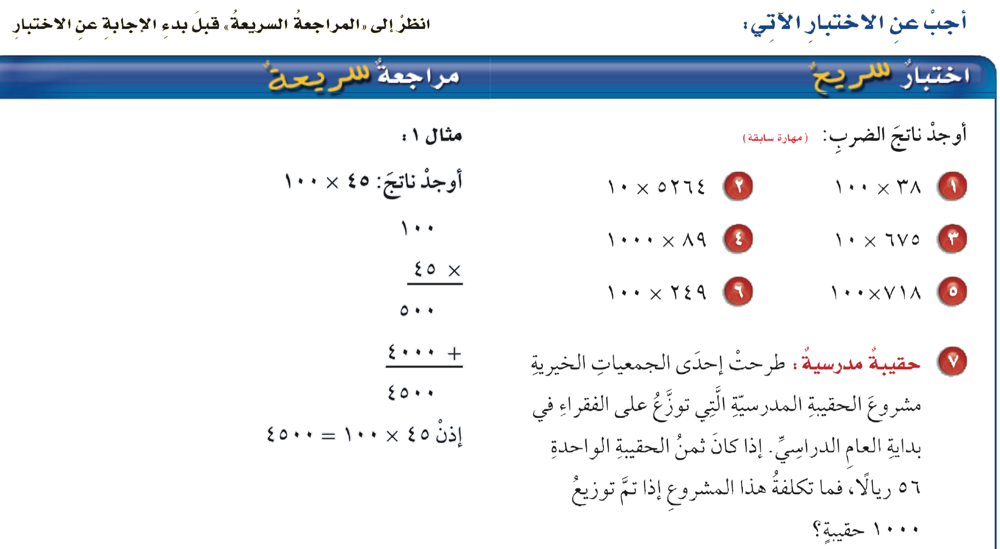 أجبْ عنِ الاختبارِ الآتِي:
انظرْ إلى «المراجعةُ السريعةُ» قبلَ بدءِ الإجابةِ عنِ الاختبارِ
اختبارٌ سريعٌ
أوجدْ ناتجَ الضربِ: (مهارة سابقة)
١ ٣٨ × ١٠٠
٢ ٥٢٦٤ × ١٠
٣ ٦٧٥ × ١٠
٤ ٨٩ × ١٠٠٠
٥ ٧١٨×١٠٠
٦ ٢٤٩ × ١٠٠
٧ حقيبةٌ مدرسيةٌ: طرحتْ إحدَى الجمعياتِ الخيريةِ
مشروعَ الحقيبةِ المدرسيّةِ الَّتِي توزَّعُ على الفقراءِ في
بدايةِ العامِ الدراسِيِّ. إذا كانَ ثمنُ الحقيبةِ الواحدةِ
٥٦ ريالًا، فما تكلفةُ هذا المشروعِ إذا تمَّ توزيعُ
١٠٠٠ حقيبةٍ؟
مراجعةٌ سريعةٌ
مثال ١:
أوجدْ ناتجَ: ٤٥ × ١٠٠
١٠٠
× ٤٥
٥٠٠
+ ٤٠٠٠
٤٥٠٠
إذنْ ٤٥ × ١٠٠ = ٤٥٠٠